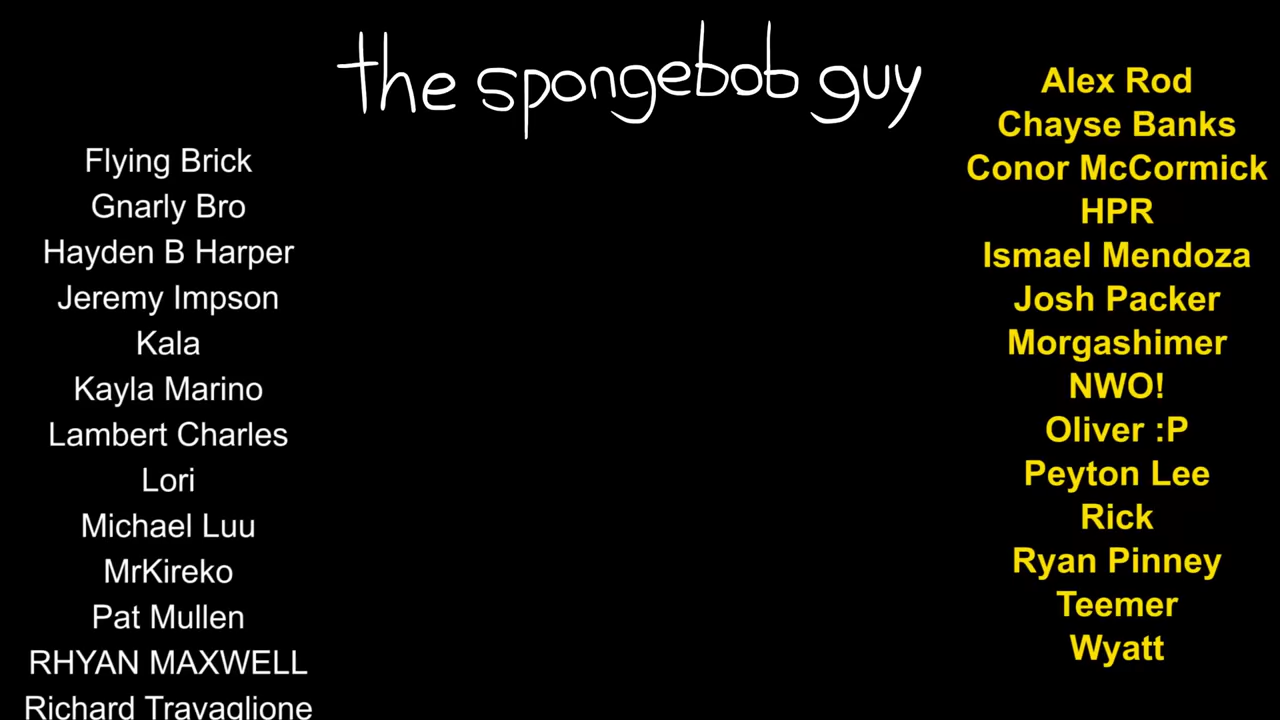 the spongebob guy
Flying Brick
Gnarly Bro
Hayden B Harper
Jeremy Impson
Kala
Kayla Marino
Lambert Charles
Lori
Michael Luu
MrKireko
Pat Mullen
RHYAN MAXWELL
Richard Travaglione
Alex Rod
Chayse Banks
Conor McCormick
HPR
Ismael Mendoza
Josh Packer
Morgashimer
NWO!
Oliver :P
Peyton Lee
Rick
Ryan Pinney
Teemer
Wyatt